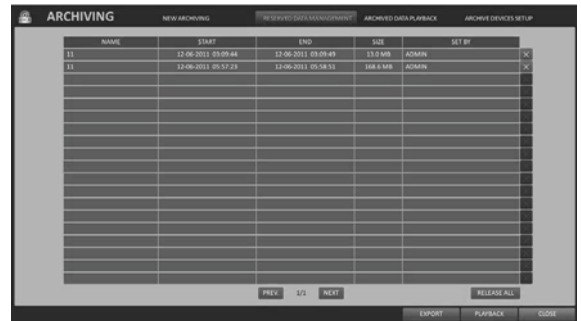 ARCHIVING NEW ARCHIVING RESERVED DATA MANAGEMENT ARCHIVED DATA PLAYBACK ARCHIVE DEVICES SETUP
NAME START END SIZE SET BY
11 12-06-2011 03:09:44 12-06-2011 03:09:49 13.0 MB ADMIN X
11 12-06-2011 05:57:23 12-06-2011 05:58:51 168.6 MB ADMIN X
PREV. 1/1 NEXT RELEASE ALL
EXPORT PLAYBACK CLOSE